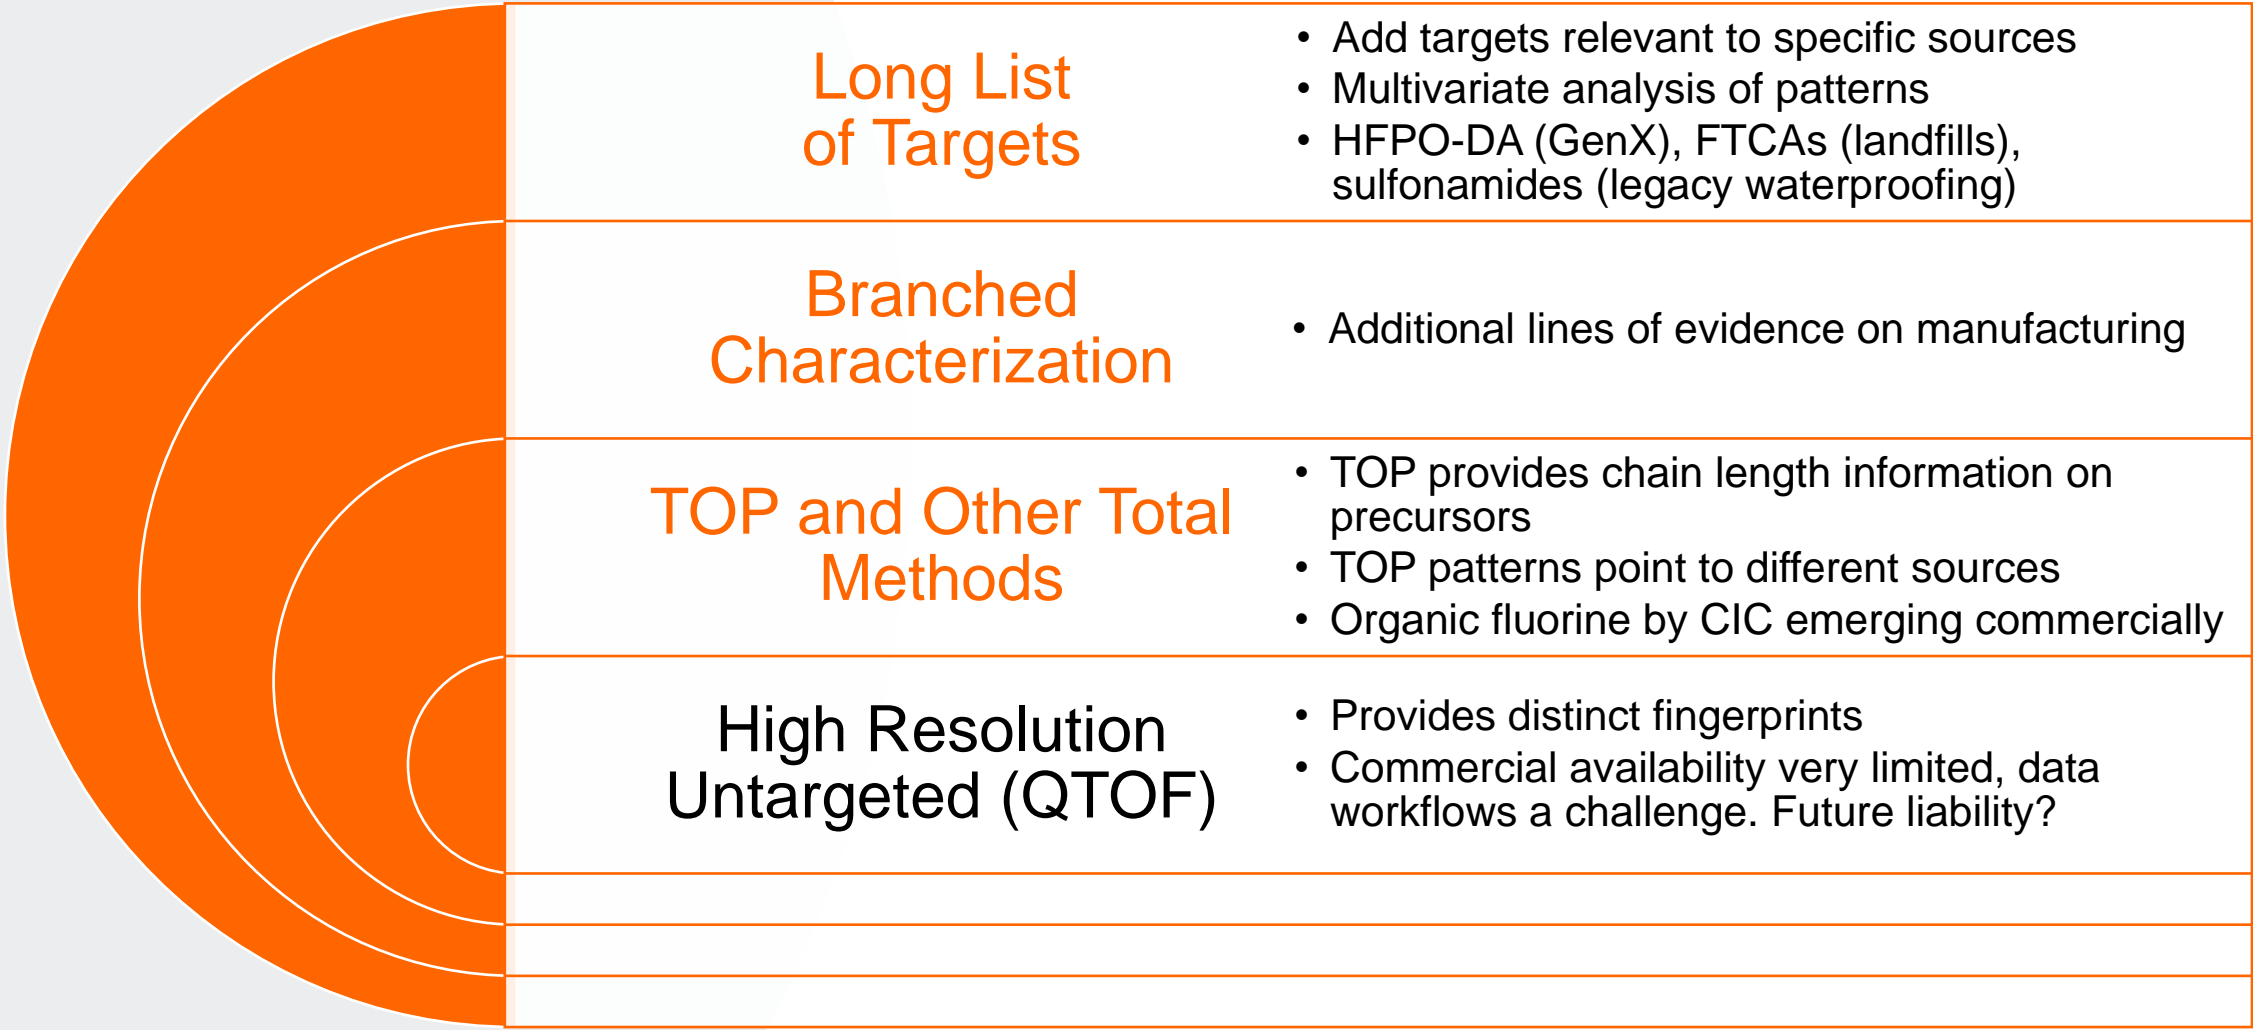 Long List
of Targets
• Add targets relevant to specific sources
• Multivariate analysis of patterns
• HFPO-DA (GenX), FTCAs (landfills),
sulfonamides (legacy waterproofing)
Branched
Characterization
• Additional lines of evidence on manufacturing
TOP and Other Total
Methods
• TOP provides chain length information on
precursors
• TOP patterns point to different sources
• Organic fluorine by CIC emerging commercially
High Resolution
Untargeted (QTOF)
• Provides distinct fingerprints
• Commercial availability very limited, data
workflows a challenge. Future liability?